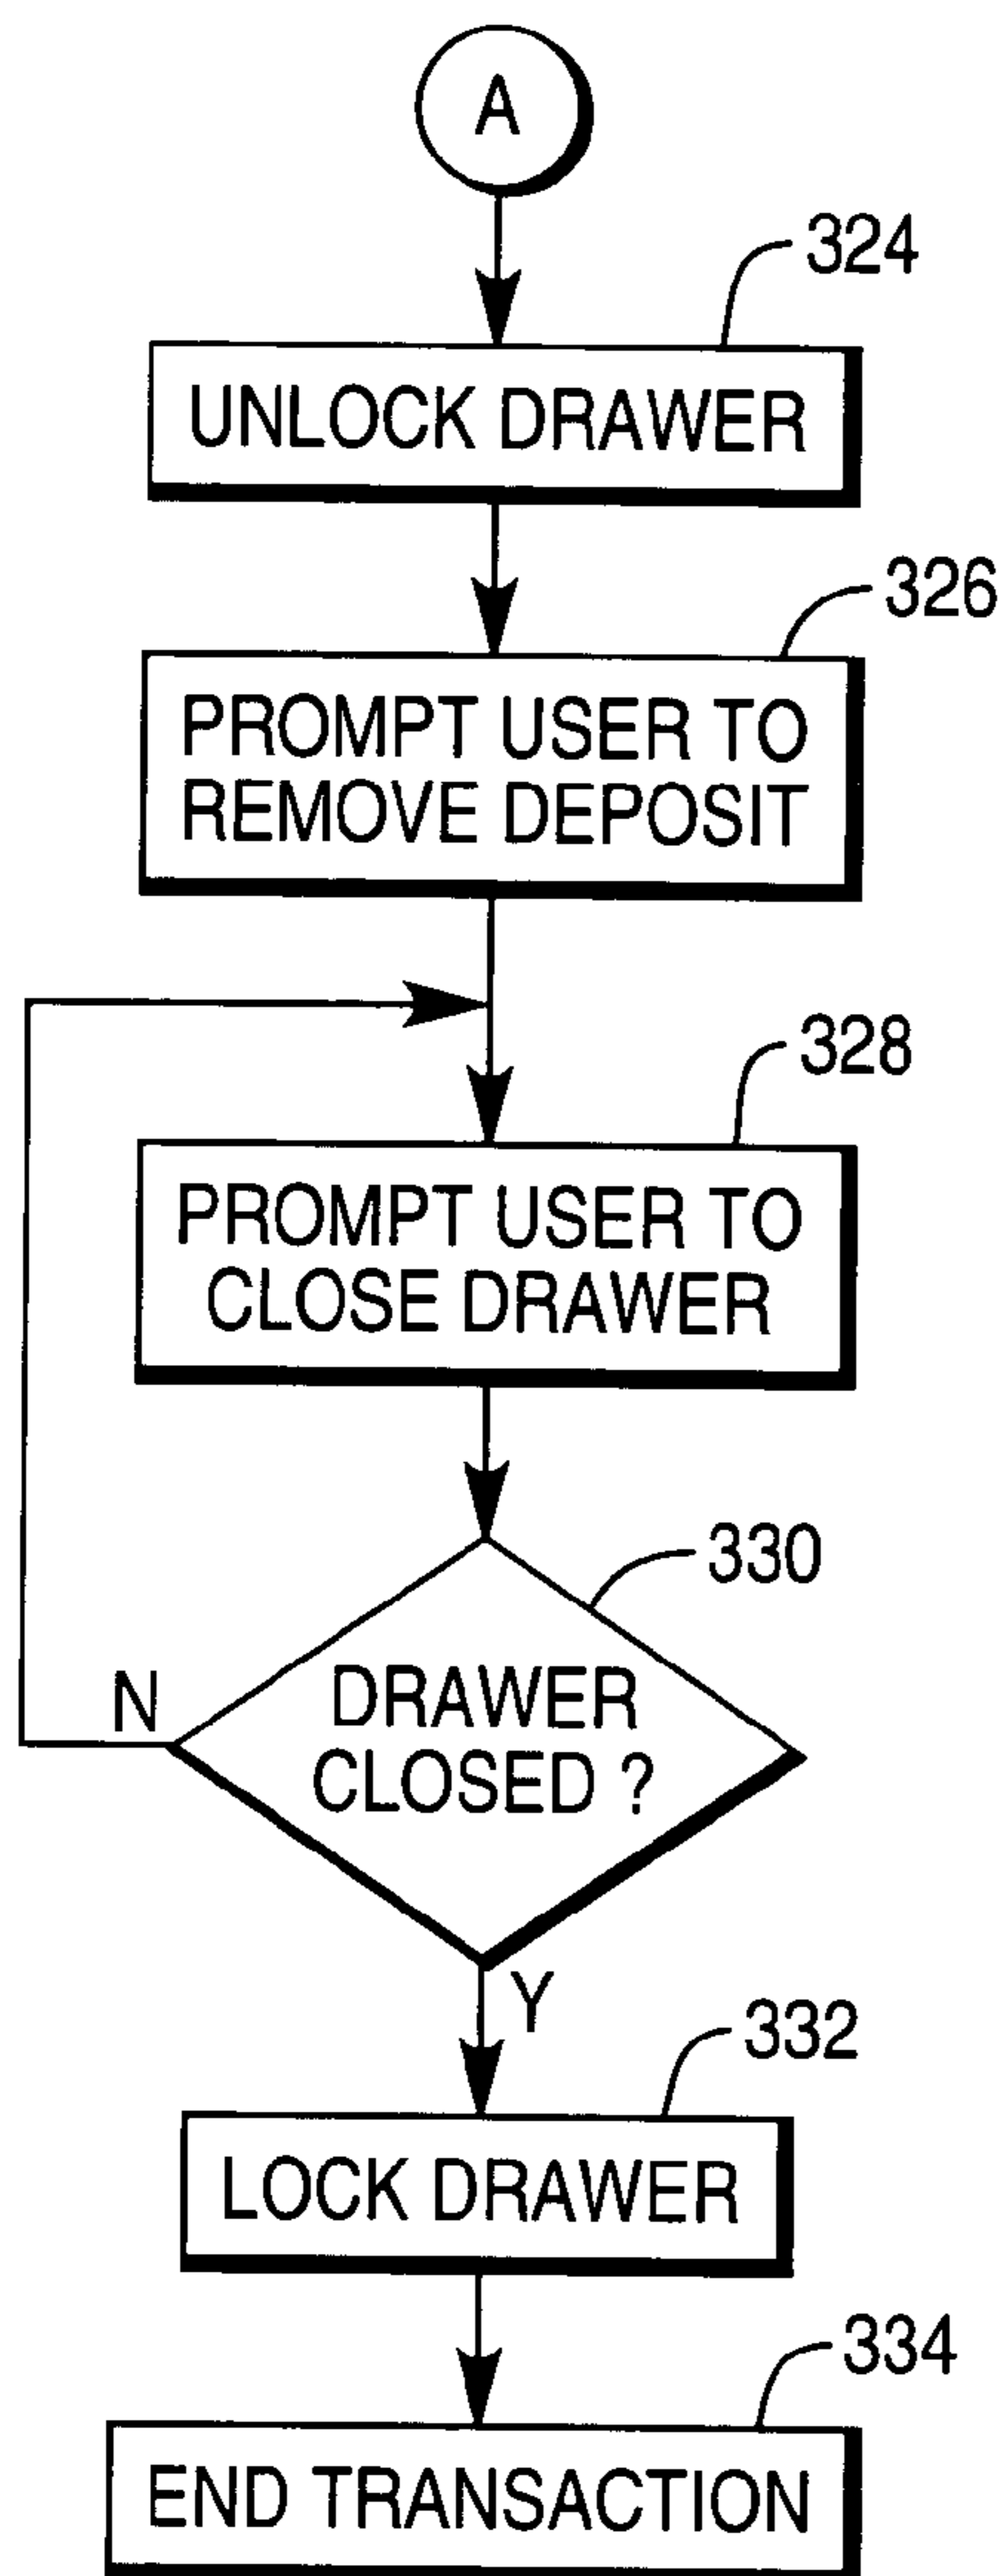 A
324
UNLOCK DRAWER
326
PROMPT USER TO
REMOVE DEPOSIT
328
PROMPT USER TO
CLOSE DRAWER
330
DRAWER
CLOSED ?
N
Y
332
LOCK DRAWER
334
END TRANSACTION